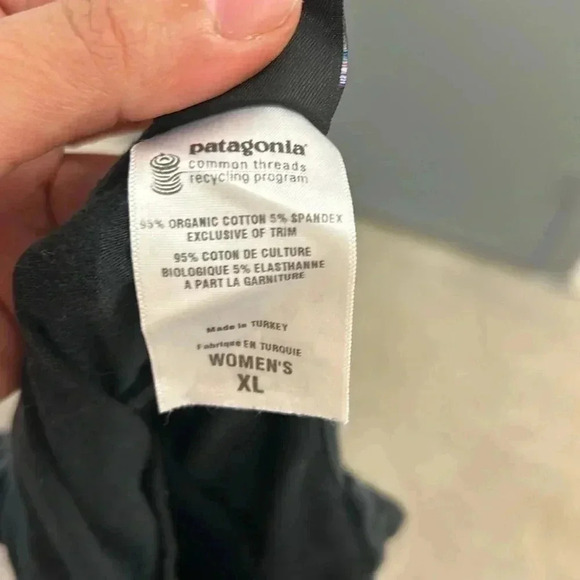 patagonia®
common threads
recycling program
95% ORGANIC COTTON 5% SPANDEX
EXCLUSIVE OF TRIM
95% COTON DE CULTURE
BIOLOGIQUE 5% ELASTHANNE
A PART LA GARNITURE
Made in TURKEY
Fabrique EN TURQUIE
WOMEN'S
XL